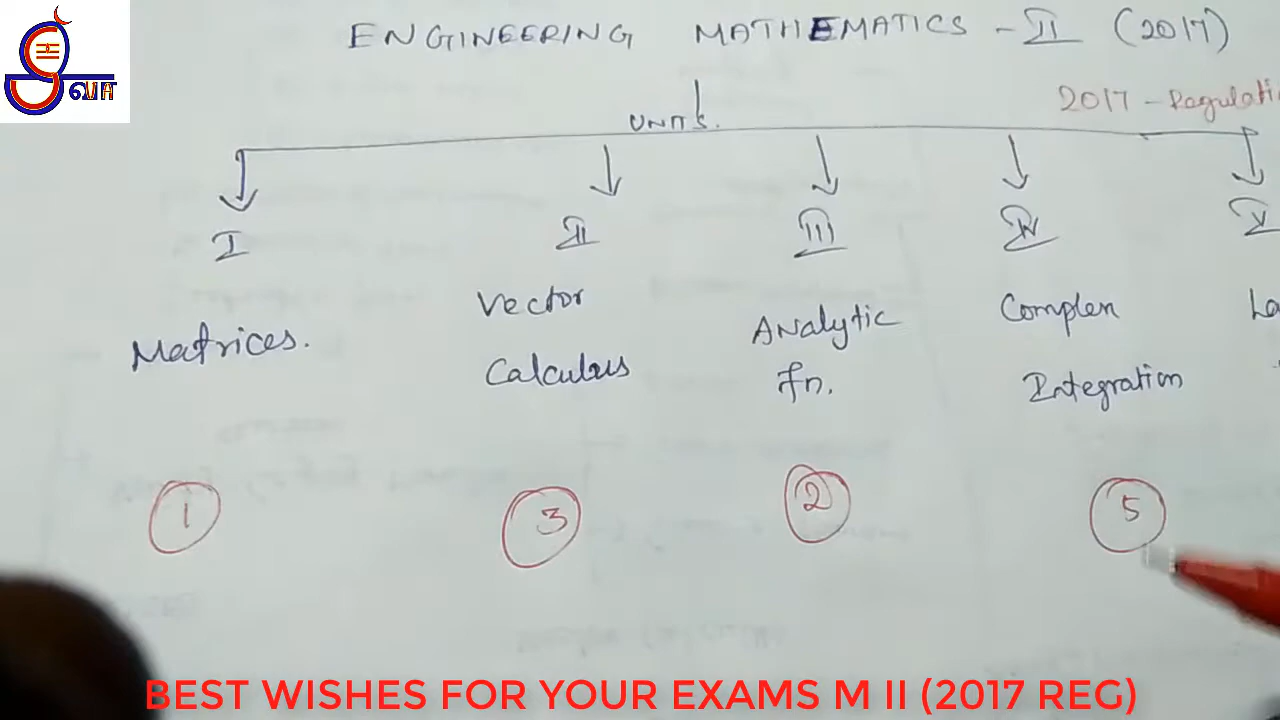 ENGINEERING MATHEMATICS - II (2017)
2017 - Regulati
UNITS.
I II III IV V
Matrices.
Vector
Calculus
Analytic
fn.
Complex
Integration
La
1 3 2 5
வா
BEST WISHES FOR YOUR EXAMS M II (2017 REG)